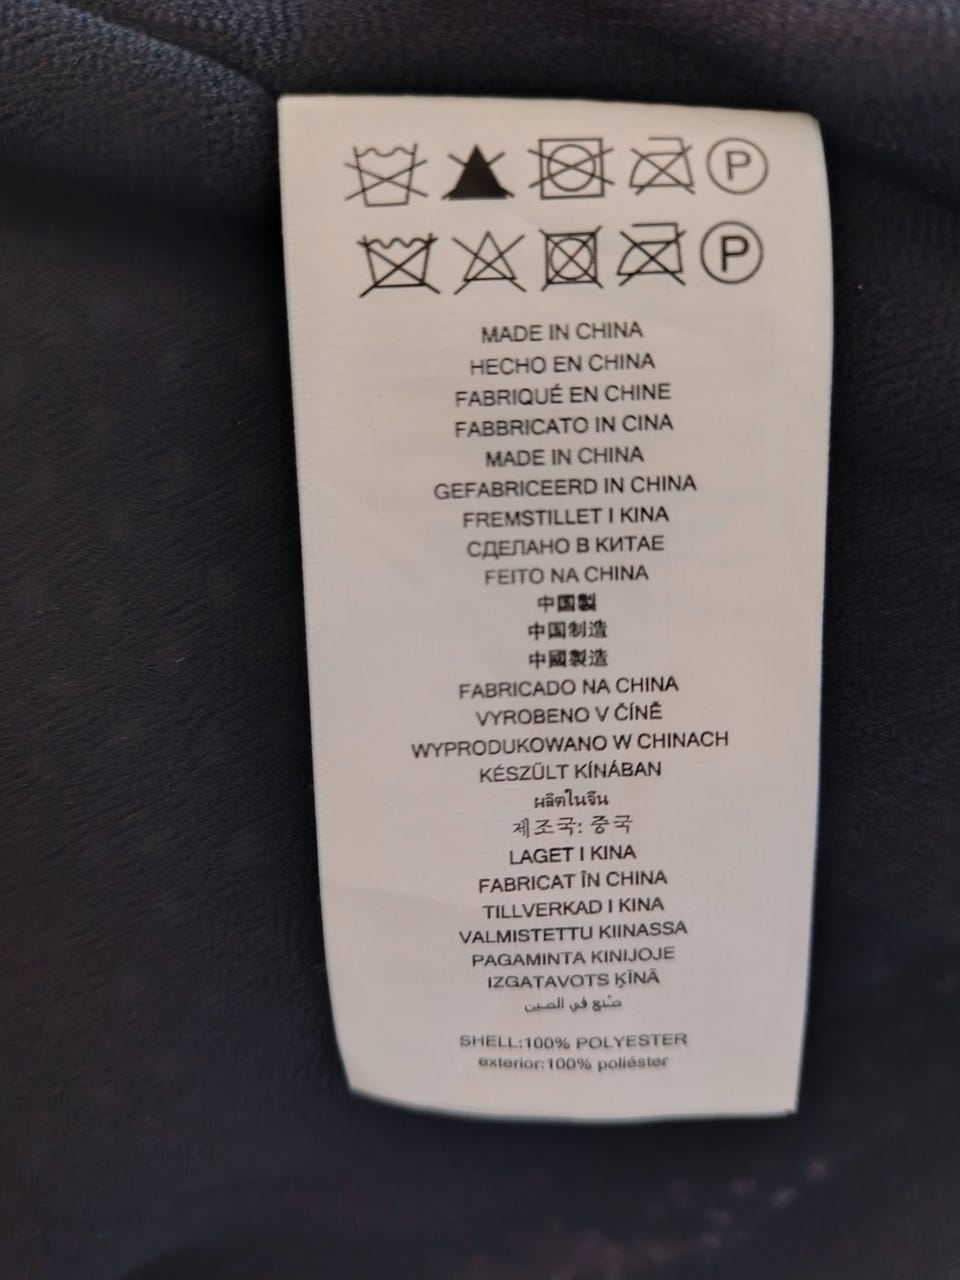 P
P
MADE IN CHINA
HECHO EN CHINA
FABRIQUÉ EN CHINE
FABBRICATO IN CINA
MADE IN CHINA
GEFABRICEERD IN CHINA
FREMSTILLET I KINA
СДЕЛАНО В КИТАЕ
FEITO NA CHINA
中国製
中国制造
中國製造
FABRICADO NA CHINA
VYROBENO V ČÍNĚ
WYPRODUKOWANO W CHINACH
KÉSZÜLT KÍNÁBAN
ผลิตในจีน
제조국: 중국
LAGET I KINA
FABRICAT ÎN CHINA
TILLVERKAD I KINA
VALMISTETTU KIINASSA
PAGAMINTA KINIJOJE
IZGATAVOTS ĶĪNĀ
صُنع في الصين
SHELL:100% POLYESTER
exterior:100% poliéster